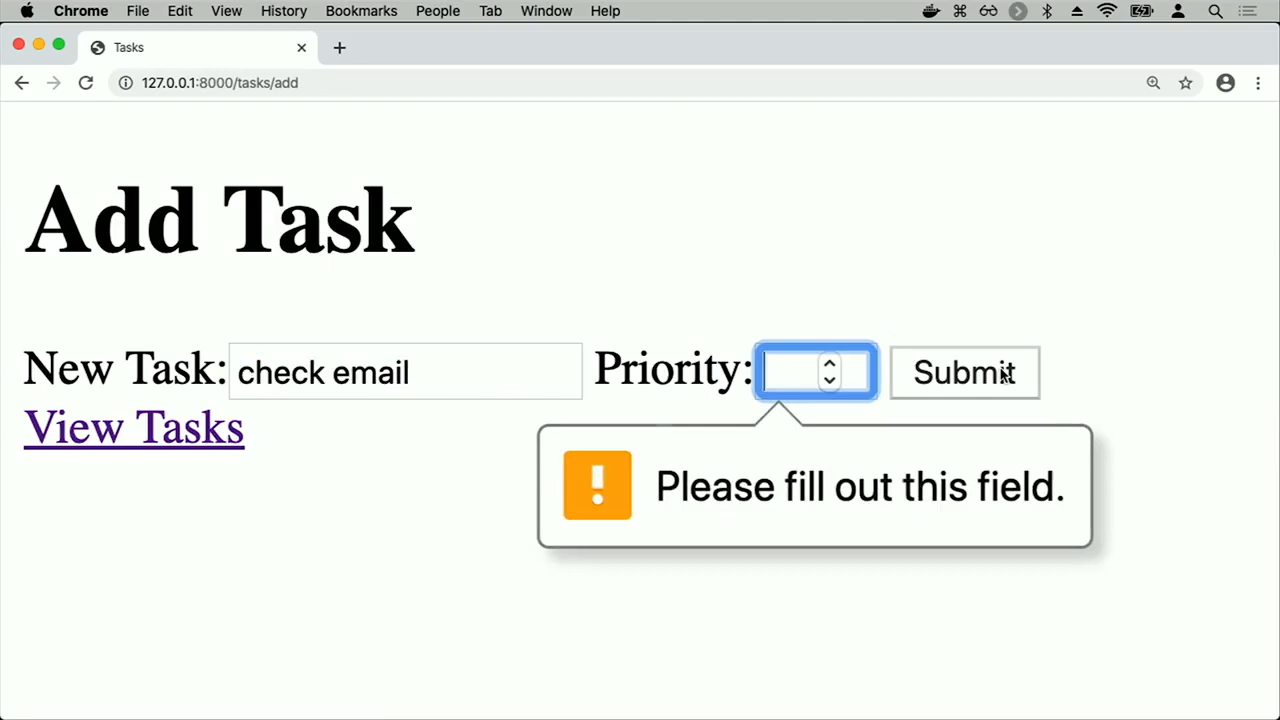 Chrome File Edit View History Bookmarks People Tab Window Help
Tasks
127.0.0.1:8000/tasks/add
Add Task
New Task: check email Priority: Submit
View Tasks
Please fill out this field.